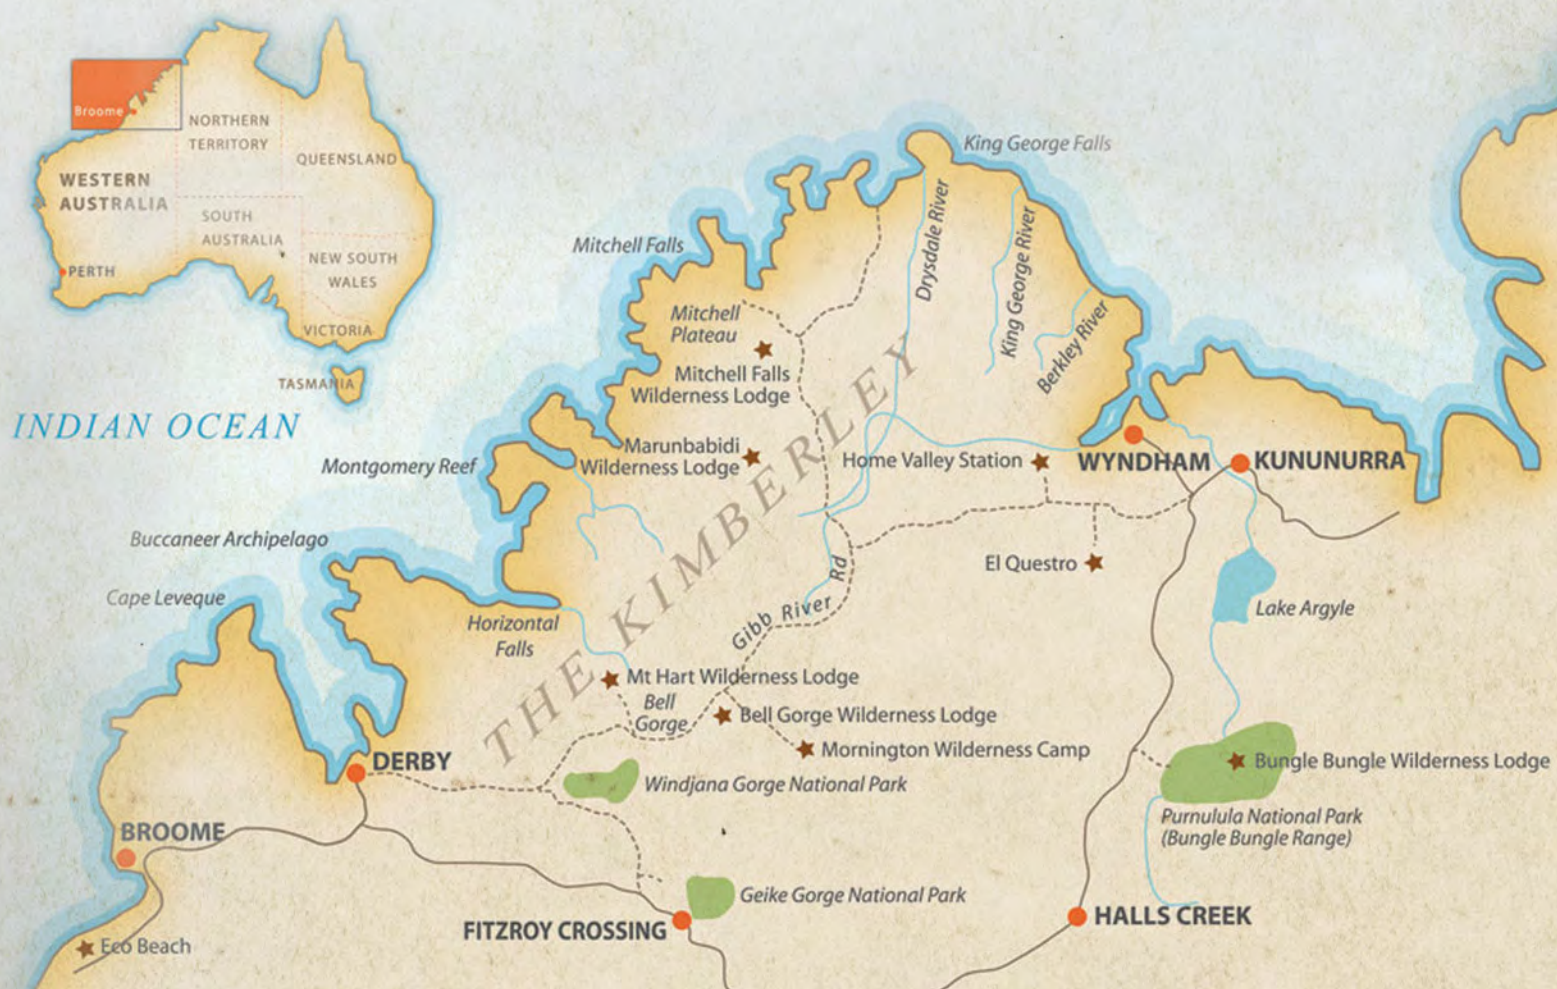 Broome
NORTHERN
TERRITORY
QUEENSLAND
WESTERN
AUSTRALIA
SOUTH
AUSTRALIA
NEW SOUTH
WALES
PERTH
VICTORIA
TASMANIA
INDIAN OCEAN
King George Falls
Mitchell Falls
Drysdale River
King George River
Berkley River
Mitchell
Plateau
Mitchell Falls
Wilderness Lodge
Montgomery Reef
Marunbabidi
Wilderness Lodge
Home Valley Station
WYNDHAM
KUNUNURRA
THE KIMBERLEY
Buccaneer Archipelago
El Questro
Cape Leveque
Lake Argyle
Horizontal
Falls
Gibb River Rd
Mt Hart Wilderness Lodge
Bell
Gorge
Bell Gorge Wilderness Lodge
Mornington Wilderness Camp
DERBY
Bungle Bungle Wilderness Lodge
Windjana Gorge National Park
Purnulula National Park
(Bungle Bungle Range)
BROOME
Geike Gorge National Park
FITZROY CROSSING
HALLS CREEK
Eco Beach